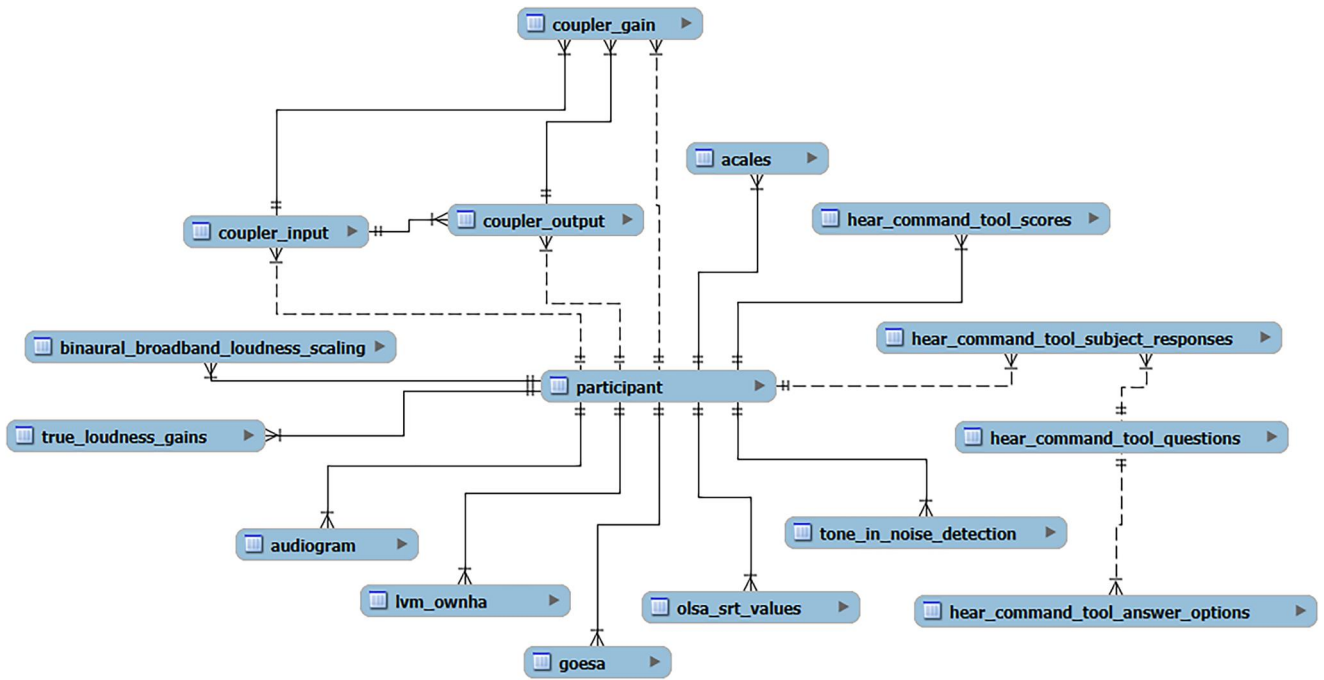 coupler_gain
acales
coupler_input
coupler_output
hear_command_tool_scores
binaural_broadband_loudness_scaling
hear_command_tool_subject_responses
participant
true_loudness_gains
hear_command_tool_questions
audiogram
tone_in_noise_detection
lvm_ownha
olsa_srt_values
hear_command_tool_answer_options
goesa